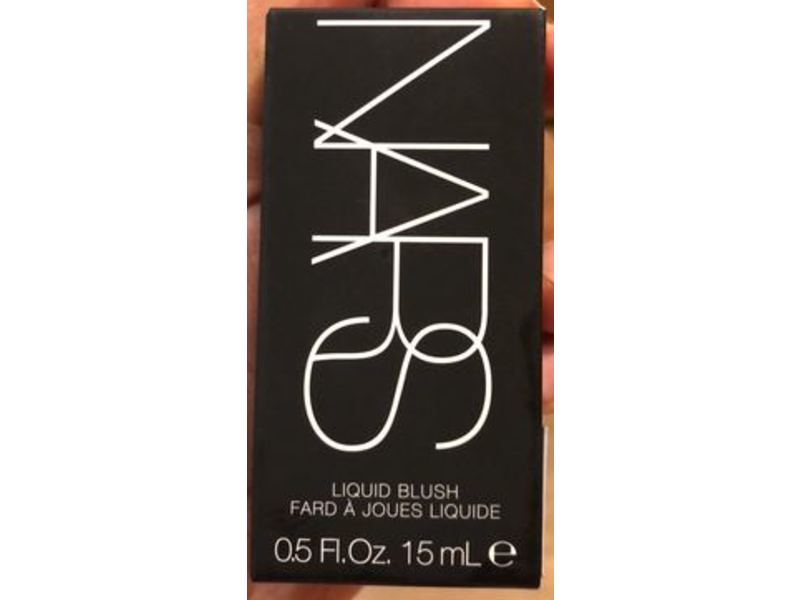 NARS
LIQUID BLUSH
FARD À JOUES LIQUIDE
0.5 Fl.Oz. 15 mL ℮